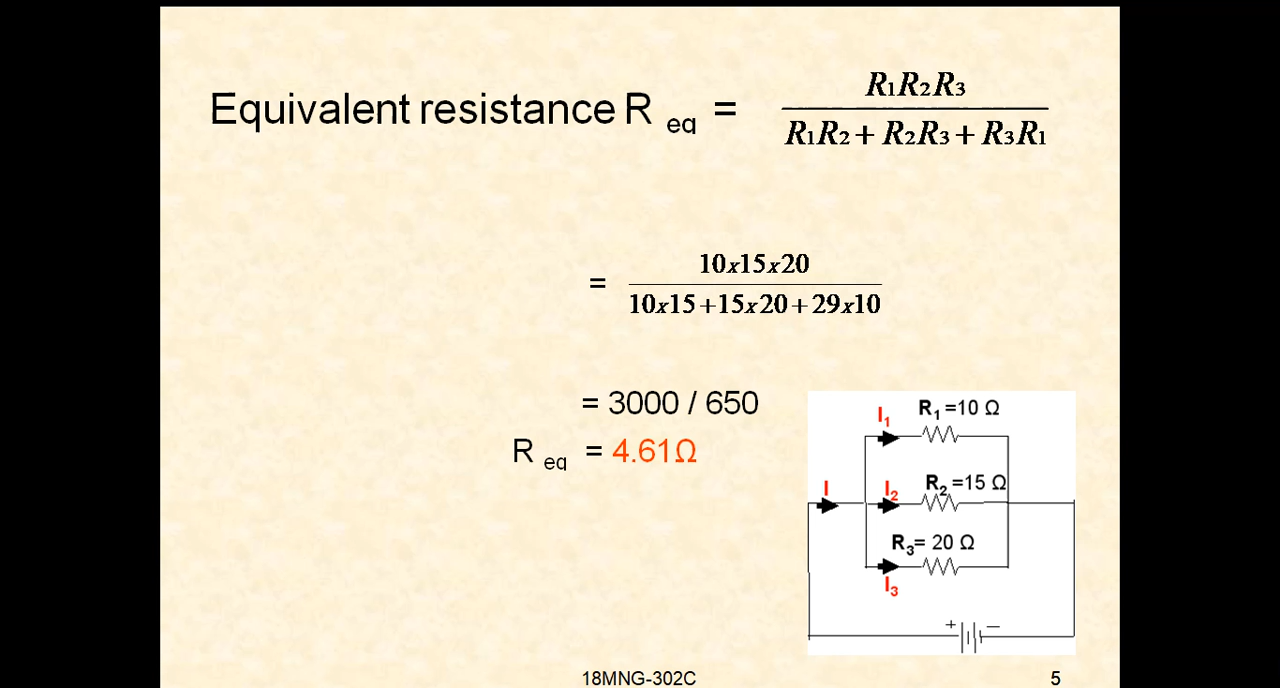 Equivalent resistance R eq = R1R2R3 / R1R2 + R2R3 + R3R1
= 10x15x20 / 10x15+15x20+29x10
= 3000 / 650
R eq = 4.61Ω
I1
R1 =10 Ω
I
I2
R2 =15 Ω
R3= 20 Ω
I3
+ −
18MNG-302C
5